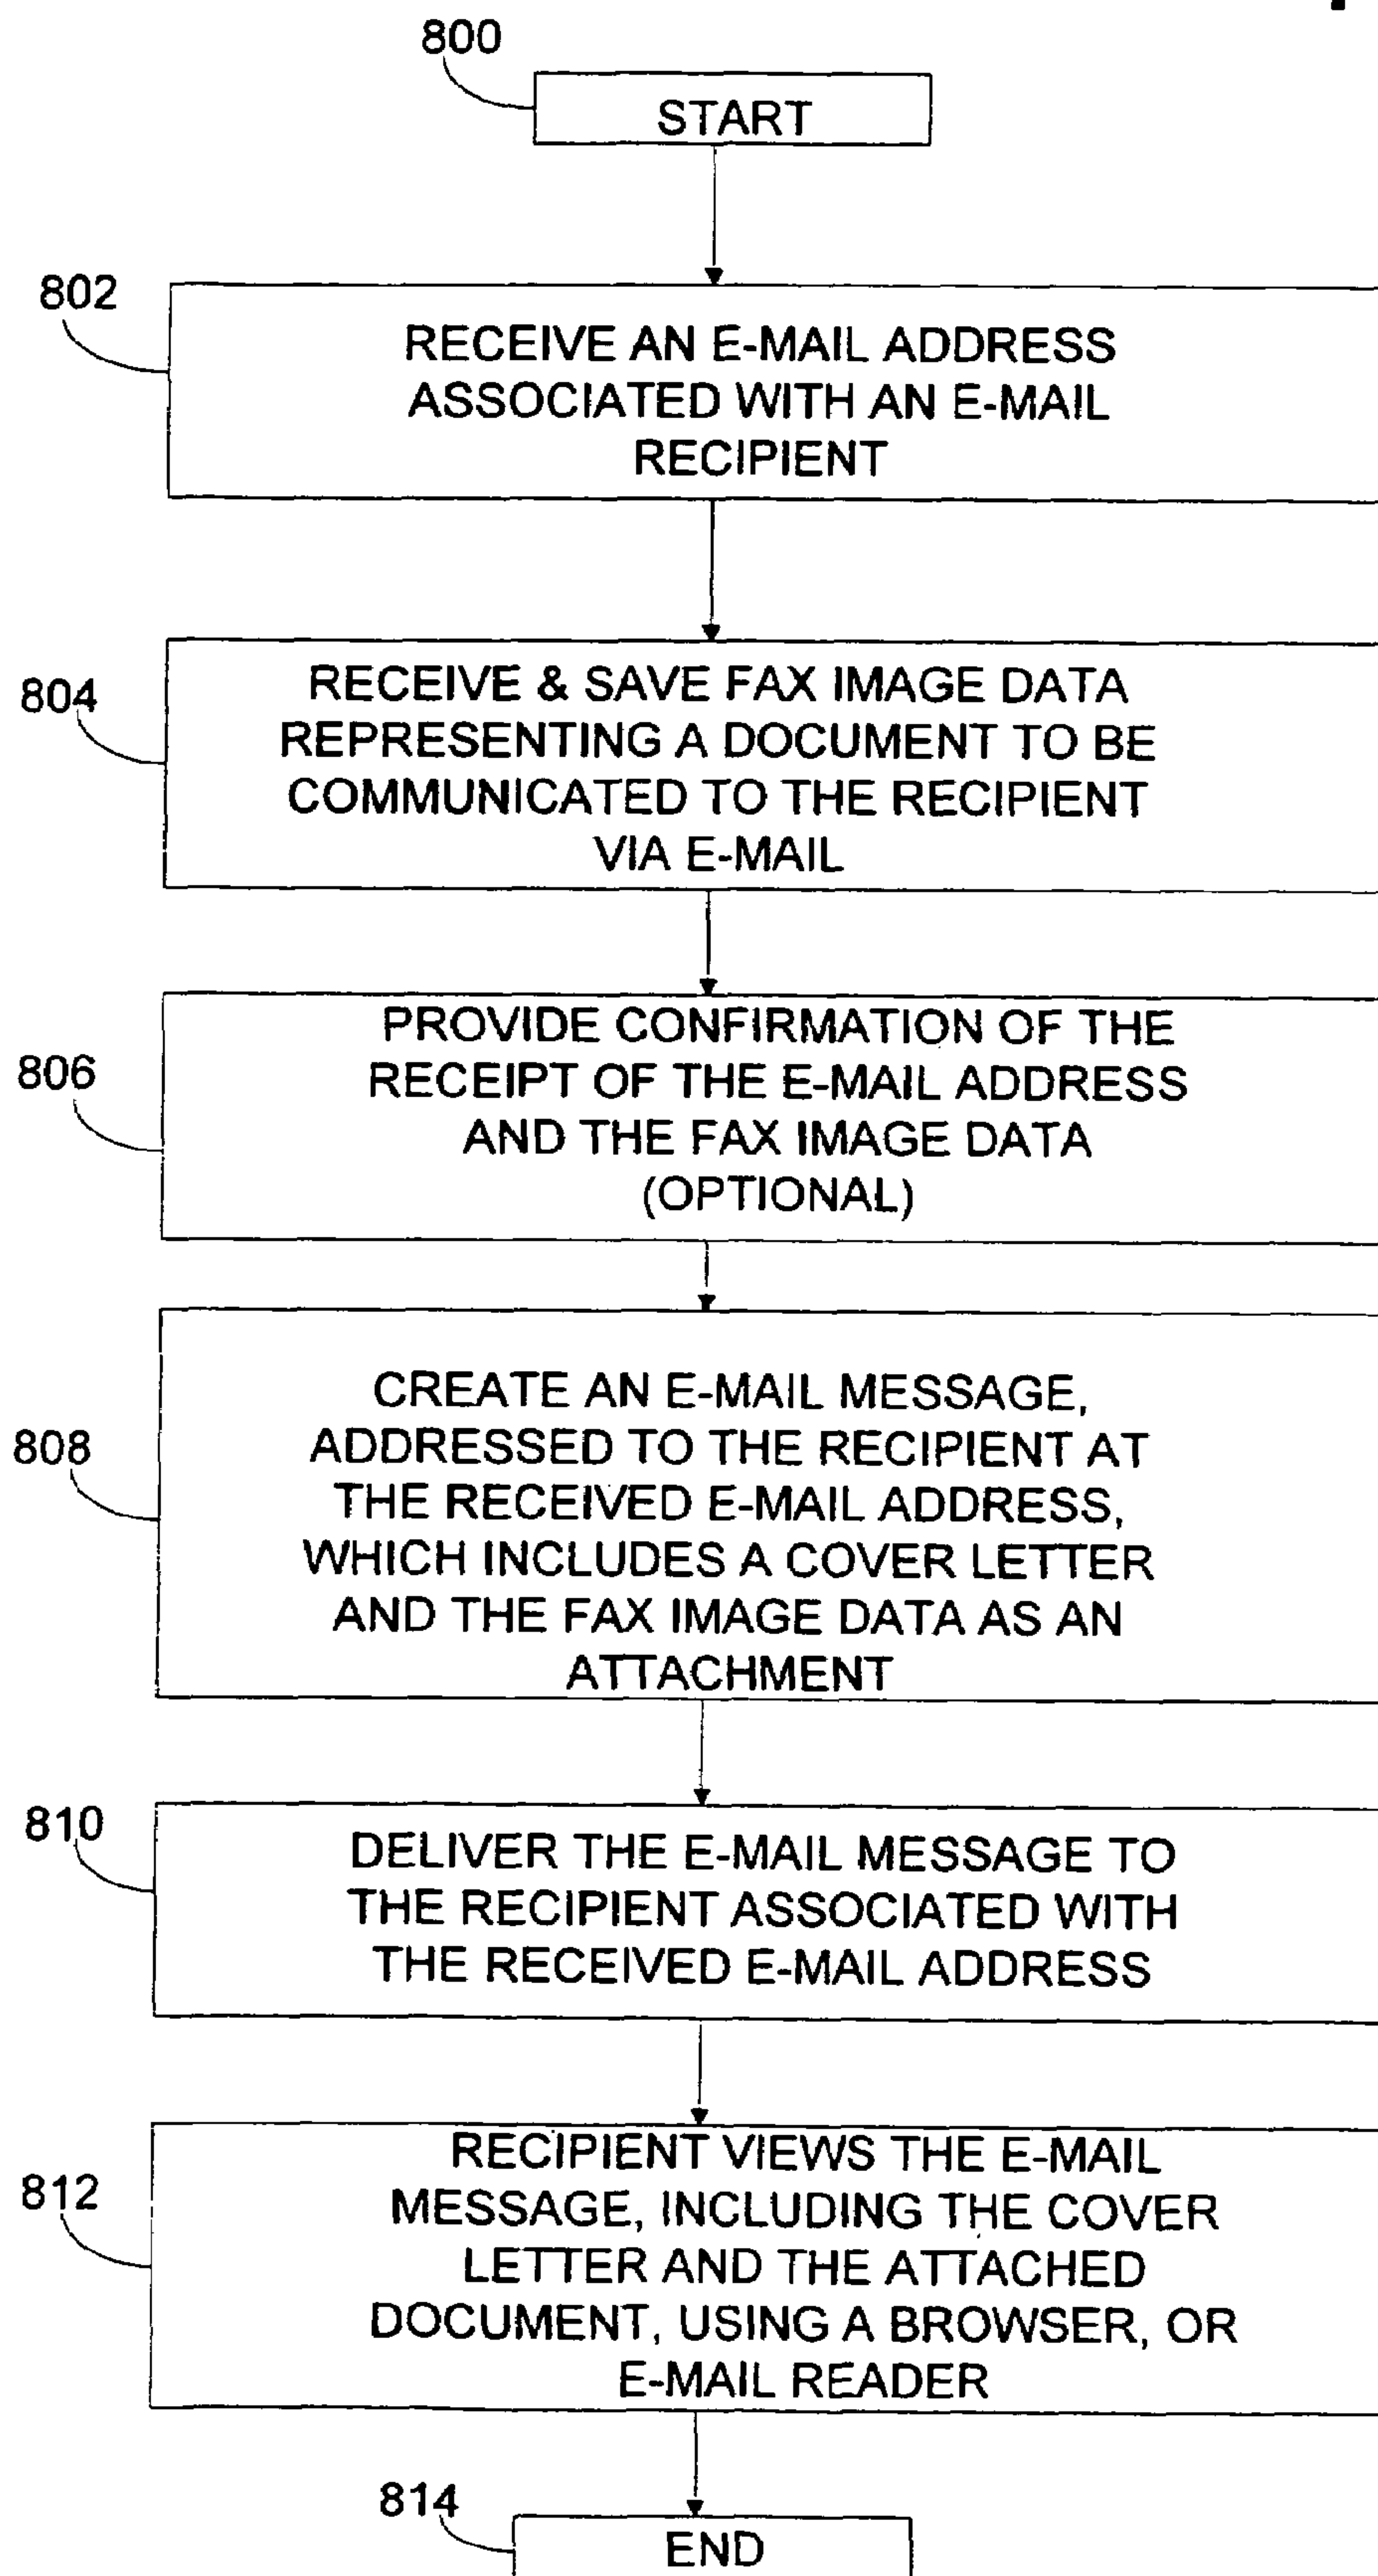 800
START
802
RECEIVE AN E-MAIL ADDRESS
ASSOCIATED WITH AN E-MAIL
RECIPIENT
804
RECEIVE & SAVE FAX IMAGE DATA
REPRESENTING A DOCUMENT TO BE
COMMUNICATED TO THE RECIPIENT
VIA E-MAIL
806
PROVIDE CONFIRMATION OF THE
RECEIPT OF THE E-MAIL ADDRESS
AND THE FAX IMAGE DATA
(OPTIONAL)
808
CREATE AN E-MAIL MESSAGE,
ADDRESSED TO THE RECIPIENT AT
THE RECEIVED E-MAIL ADDRESS,
WHICH INCLUDES A COVER LETTER
AND THE FAX IMAGE DATA AS AN
ATTACHMENT
810
DELIVER THE E-MAIL MESSAGE TO
THE RECIPIENT ASSOCIATED WITH
THE RECEIVED E-MAIL ADDRESS
812
RECIPIENT VIEWS THE E-MAIL
MESSAGE, INCLUDING THE COVER
LETTER AND THE ATTACHED
DOCUMENT, USING A BROWSER, OR
E-MAIL READER
814
END